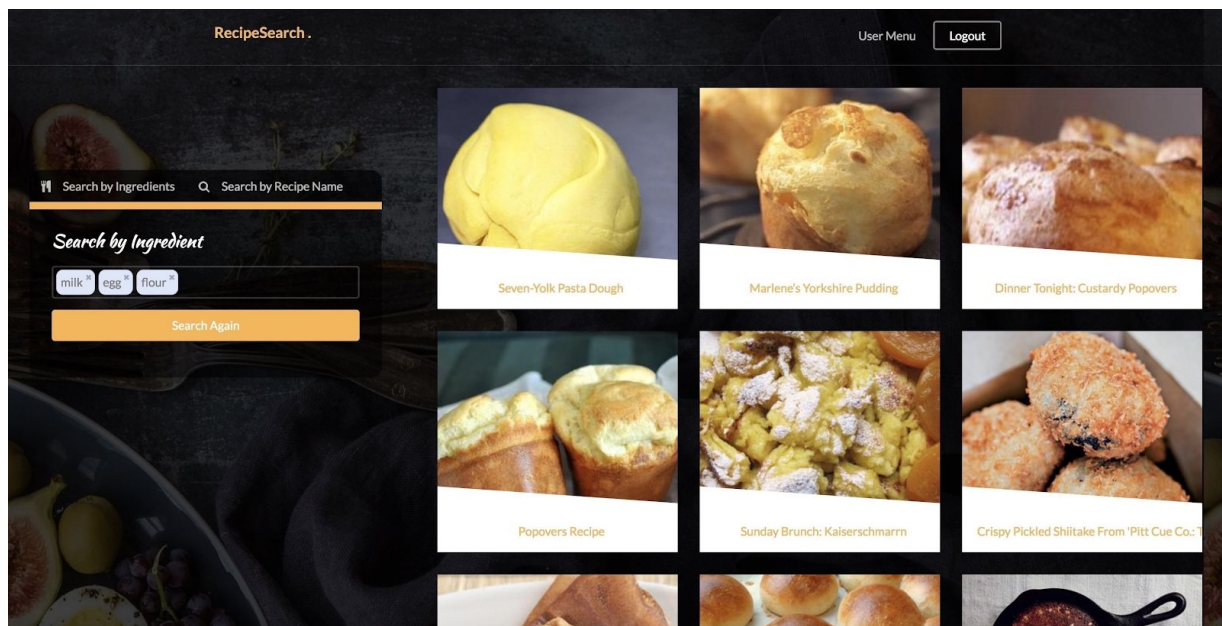 RecipeSearch .
User Menu
Logout
Search by Ingredients
Search by Recipe Name
Search by Ingredient
milk × egg × flour ×
Search Again
Seven-Yolk Pasta Dough
Marlene's Yorkshire Pudding
Dinner Tonight: Custardy Popovers
Popovers Recipe
Sunday Brunch: Kaiserschmarrn
Crispy Pickled Shiitake From 'Pitt Cue Co.: T